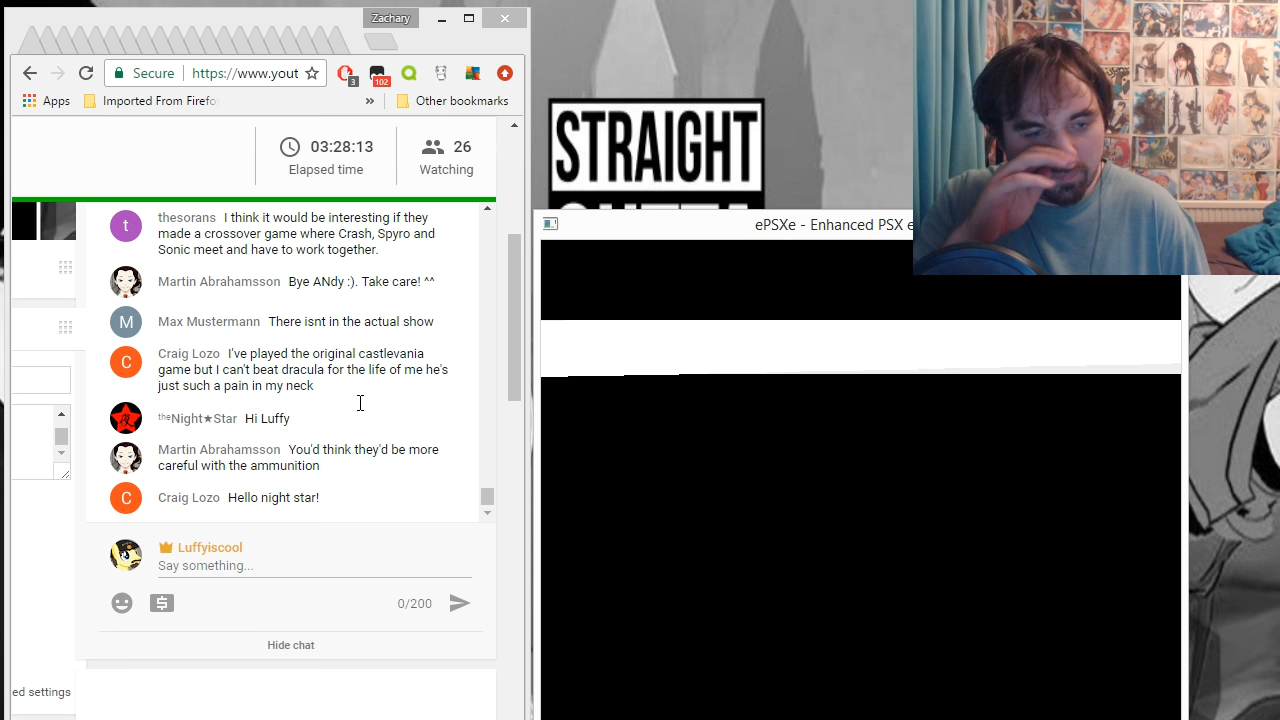 Zachary
Secure https://www.yout
3
102
Apps Imported From Firefo » Other bookmarks
03:28:13
Elapsed time
26
Watching
STRAIGHT
ePSXe - Enhanced PSX e
t thesorans I think it would be interesting if they
made a crossover game where Crash, Spyro and
Sonic meet and have to work together.
Martin Abrahamsson Bye ANdy :). Take care! ^^
M Max Mustermann There isnt in the actual show
C Craig Lozo I've played the original castlevania
game but I can't beat dracula for the life of me he's
just such a pain in my neck
夜 theNight★Star Hi Luffy
Martin Abrahamsson You'd think they'd be more
careful with the ammunition
C Craig Lozo Hello night star!
Luffyiscool
Say something...
0/200
Hide chat
ed settings